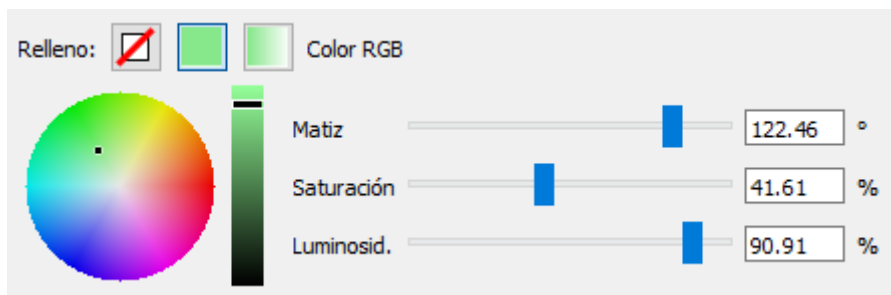 Relleno: Color RGB
Matiz 122.46 °
Saturación 41.61 %
Luminosid. 90.91 %